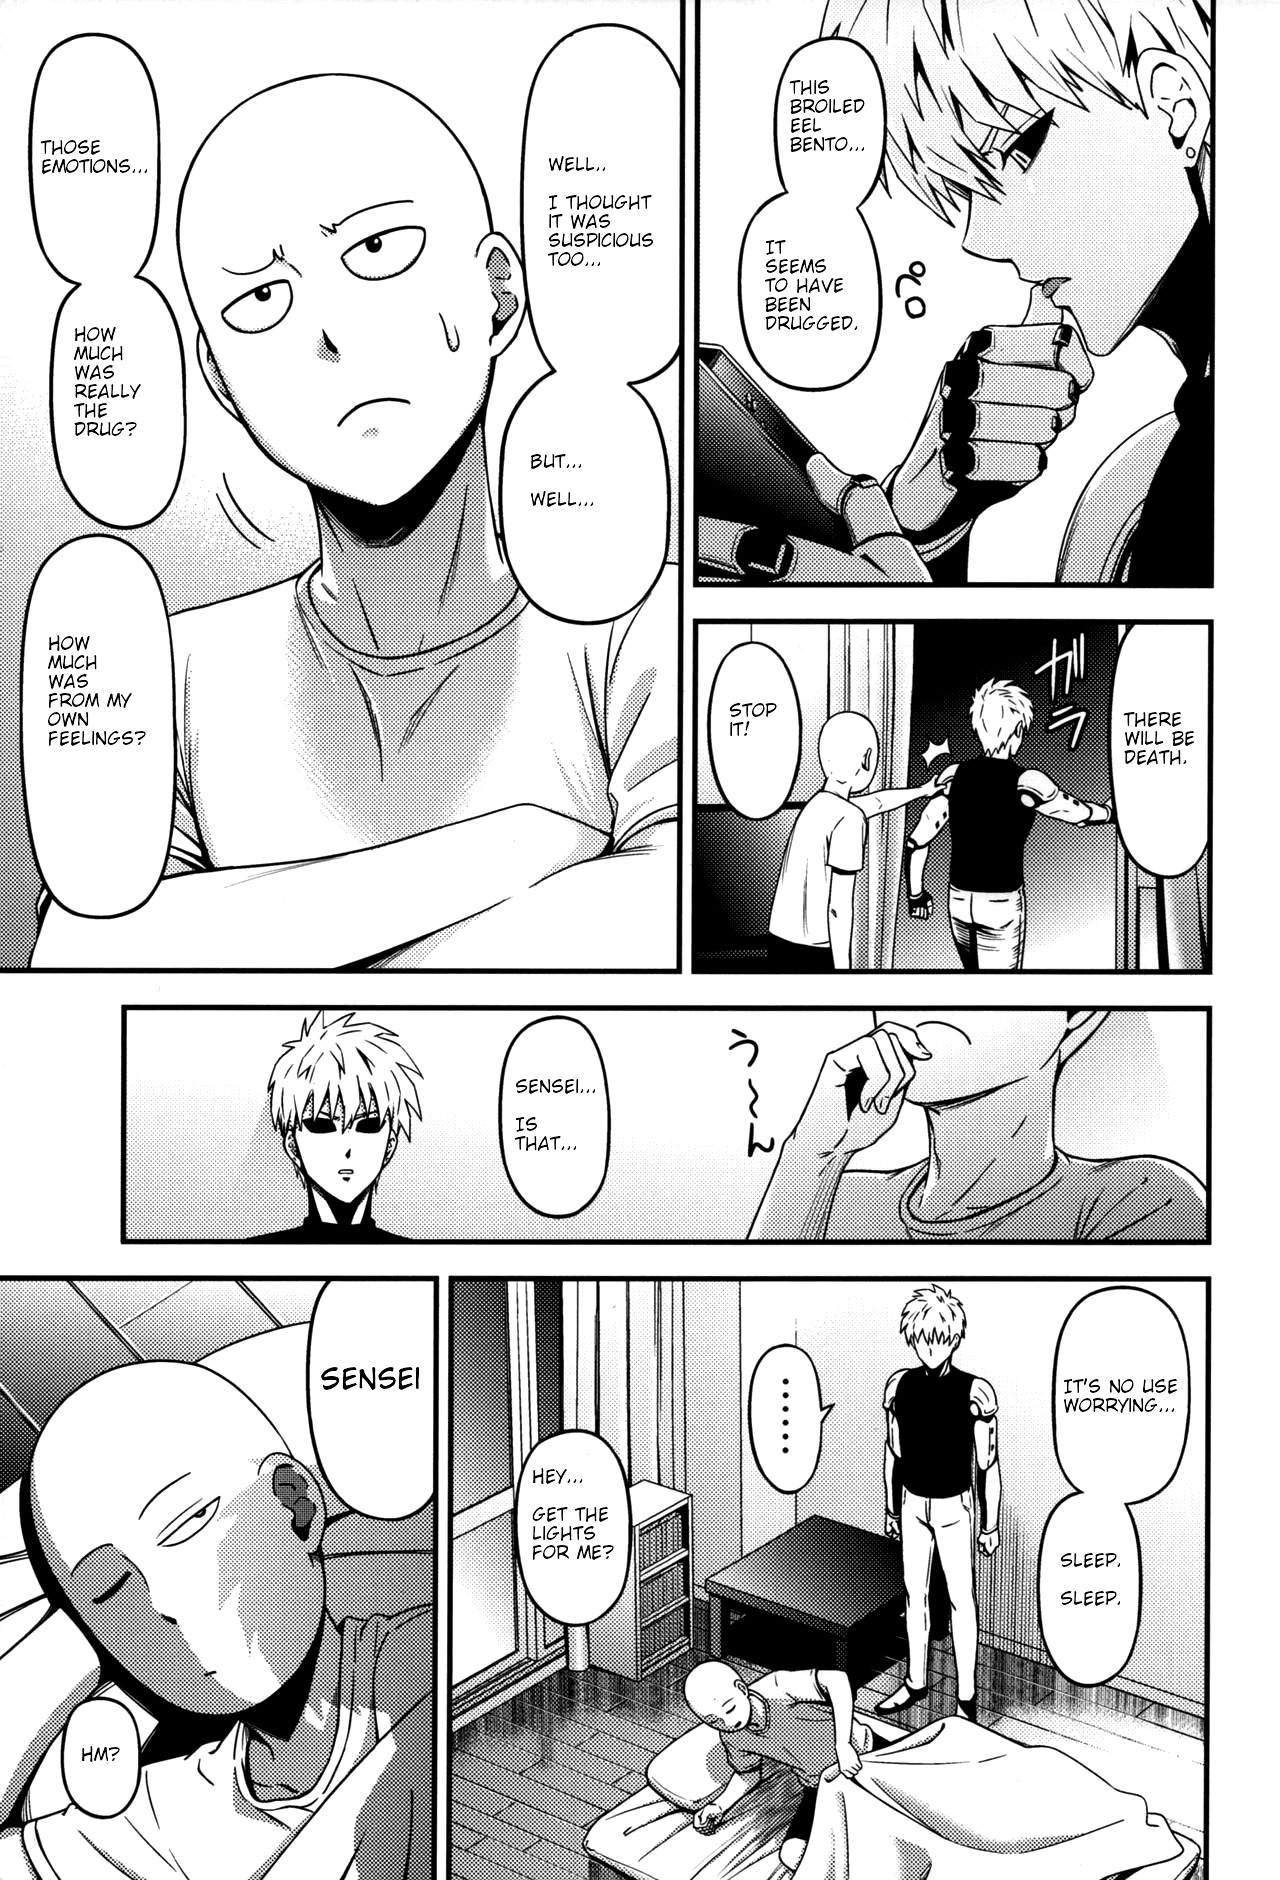 THIS
BROILED
EEL
BENTO...
IT
SEEMS
TO HAVE
BEEN
DRUGGED.
THERE
WILL BE
DEATH.
ガラ
STOP
IT!
WELL..
I THOUGHT
IT WAS
SUSPICIOUS
TOO...
BUT...
WELL...
THOSE
EMOTIONS...
HOW
MUCH WAS
REALLY
THE
DRUG?
HOW
MUCH
WAS
FROM MY
OWN
FEELINGS?
う〜ん
SENSEI...
IS
THAT...
IT'S NO USE
WORRYING...
SLEEP.
SLEEP.
......
HEY...
GET THE
LIGHTS
FOR ME?
SENSEI
HM?